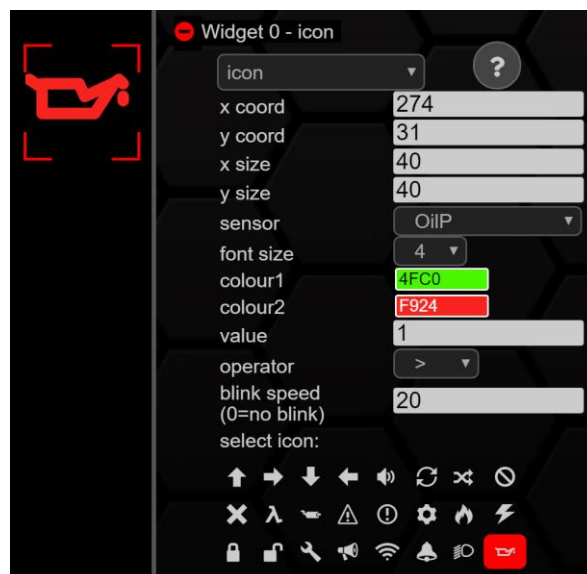 Widget 0 - icon
icon
?
x coord 274
y coord 31
x size 40
y size 40
sensor OilP
font size 4
colour1 4FC0
colour2 F924
value 1
operator >
blink speed
(0=no blink) 20
select icon:
λ